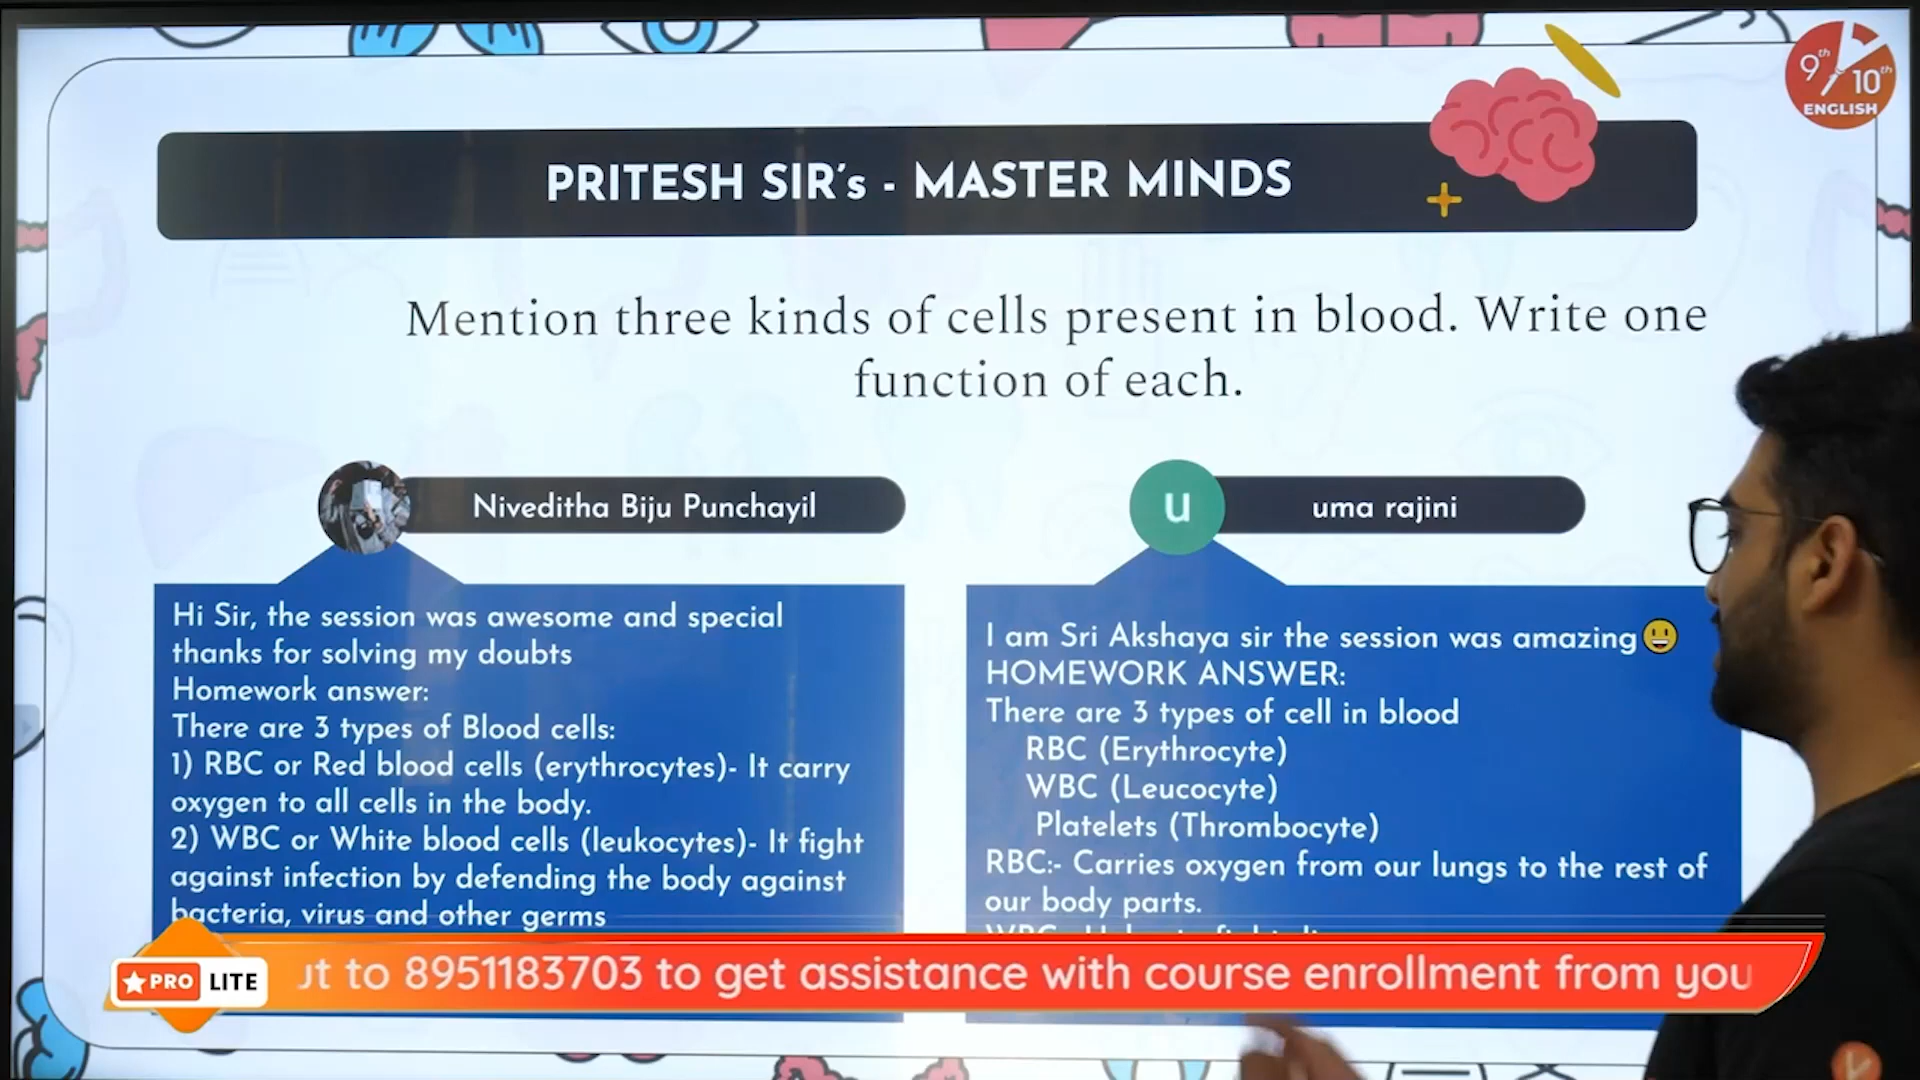 9th
10th
ENGLISH
PRITESH SIR's - MASTER MINDS
Mention three kinds of cells present in blood. Write one
function of each.
Niveditha Biju Punchayil
u
uma rajini
Hi Sir, the session was awesome and special
thanks for solving my doubts
Homework answer:
There are 3 types of Blood cells:
1) RBC or Red blood cells (erythrocytes)- It carry
oxygen to all cells in the body.
2) WBC or White blood cells (leukocytes)- It fight
against infection by defending the body against
bacteria, virus and other germs
I am Sri Akshaya sir the session was amazing😃
HOMEWORK ANSWER:
There are 3 types of cell in blood
RBC (Erythrocyte)
WBC (Leucocyte)
Platelets (Thrombocyte)
RBC:- Carries oxygen from our lungs to the rest of
our body parts.
PRO LITE
to 8951183703 to get assistance with course enrollment from you